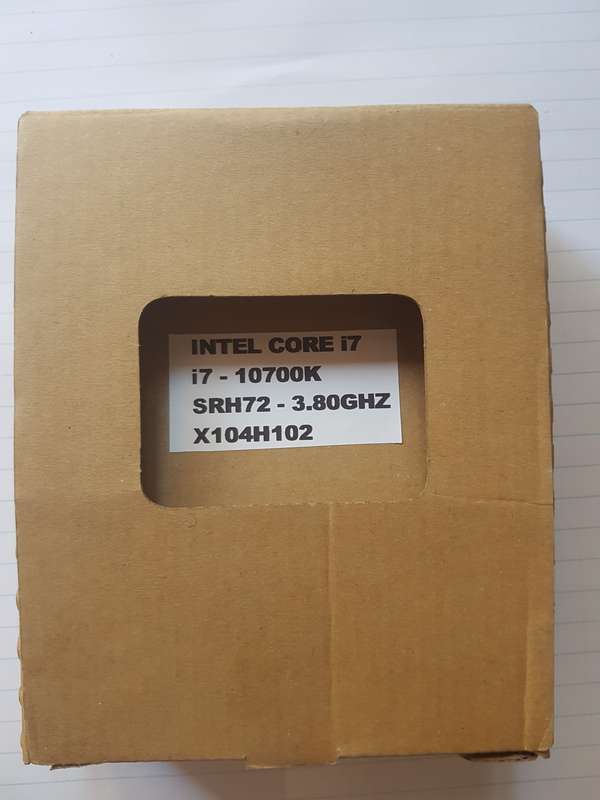 INTEL CORE i7
i7 - 10700K
SRH72 - 3.80GHZ
X104H102